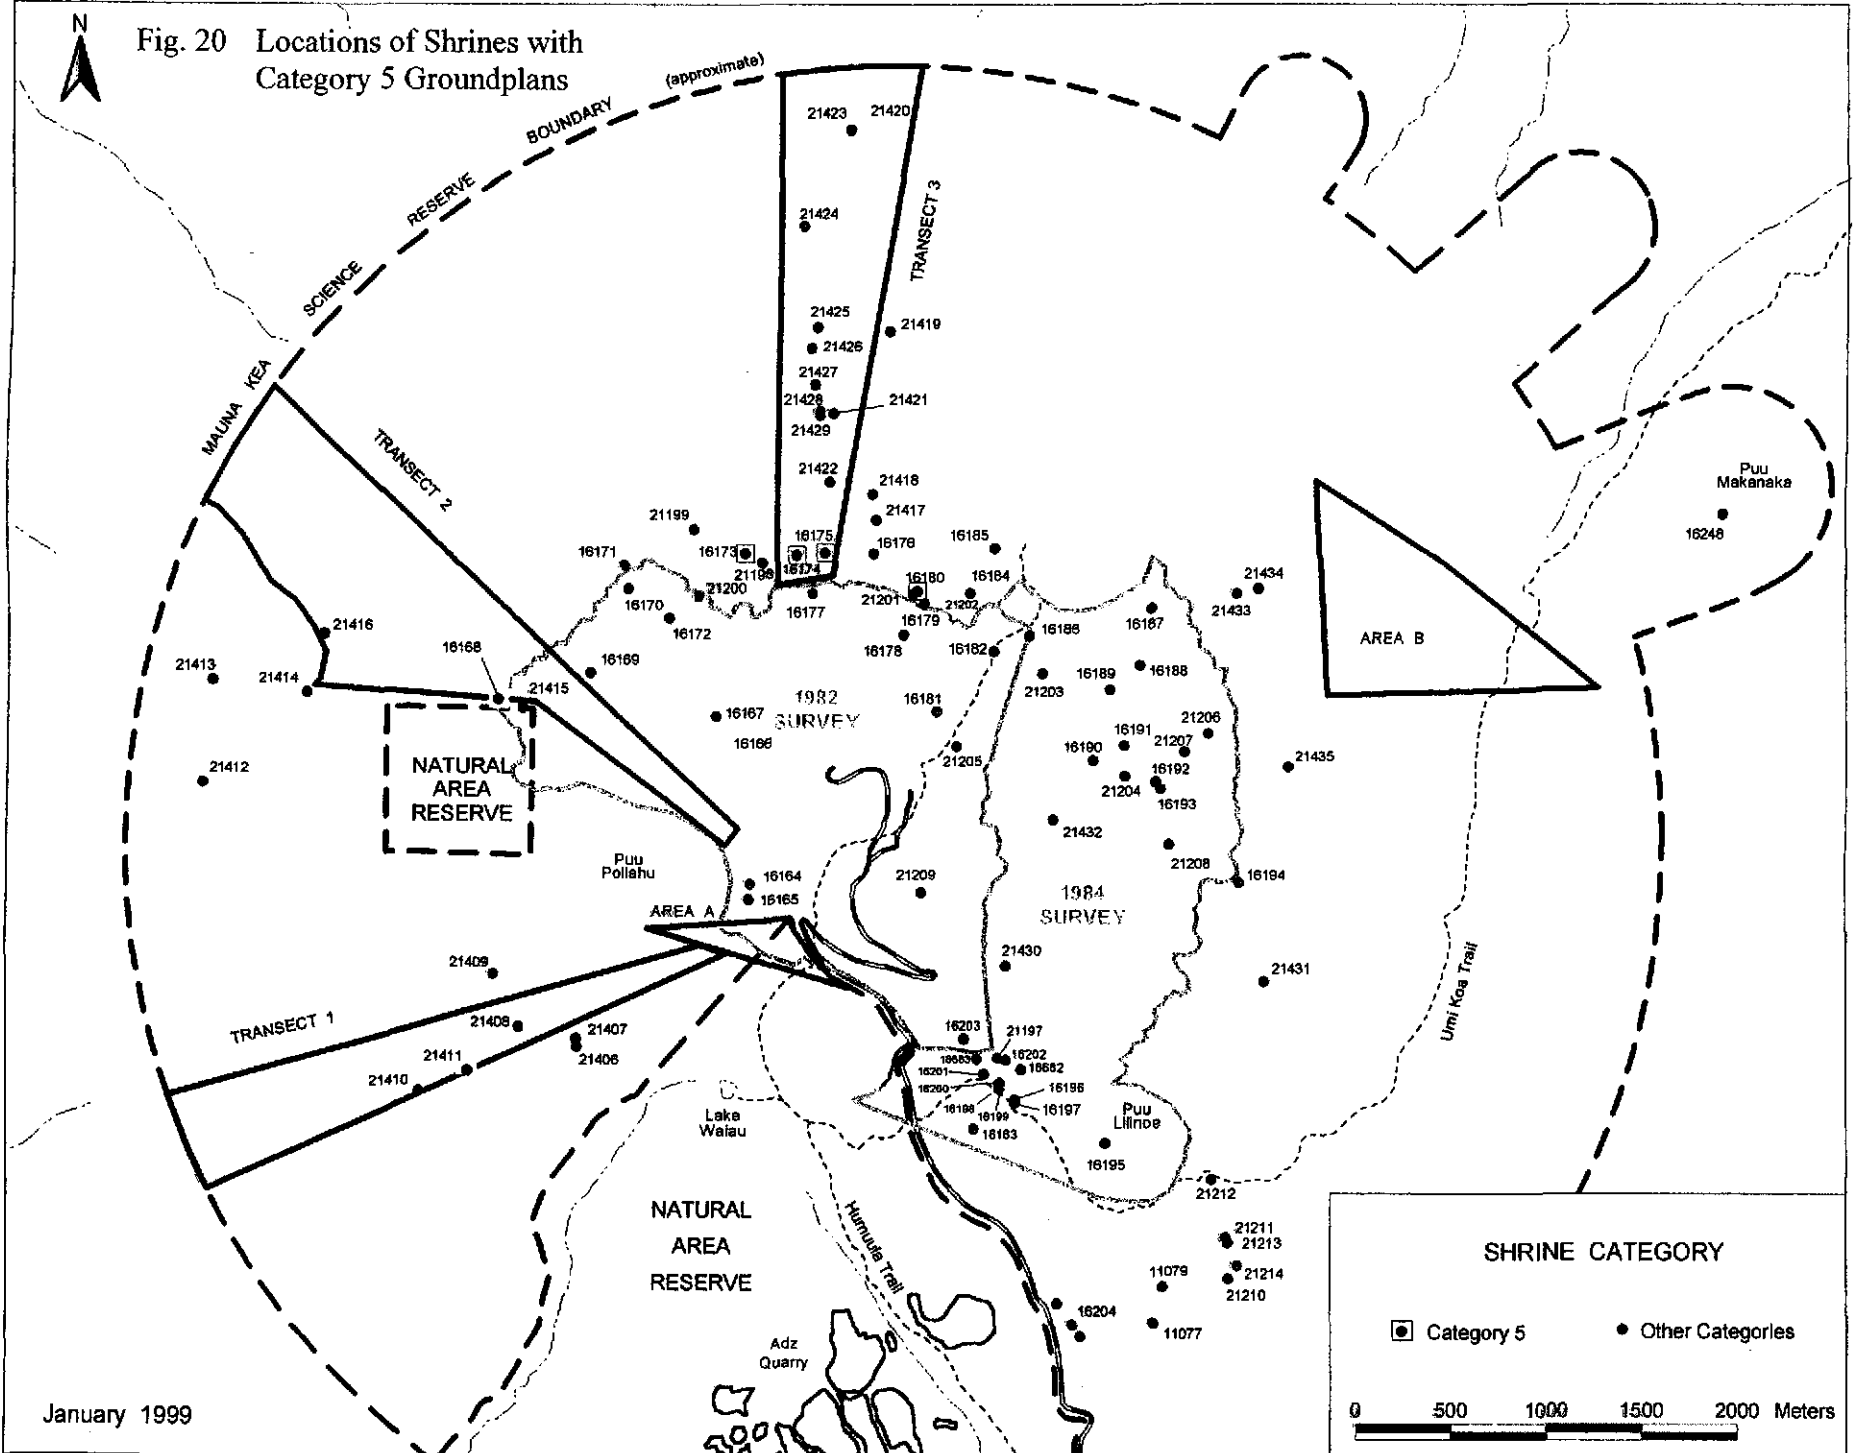 N
Fig. 20 Locations of Shrines with
Category 5 Groundplans
(approximate)
MAUNA KEA SCIENCE RESERVE BOUNDARY
21423
21420
21424
TRANSECT 3
21425
21419
21426
21427
21428
21421
21429
TRANSECT 2
21422
21418
21417
Puu
Makanaka
16248
21199
16171
16173
16175
16176
16185
21198
16174
16180
16184
21434
21200
21201
21202
21433
16170
16177
16179
16172
16178
16182
16186
16187
AREA B
21416
16168
16169
21413
21414
21415
21203
16189
16188
1982
SURVEY
16167
16166
16181
21206
16191
21207
16190
21205
16192
21204
16193
21435
21412
NATURAL
AREA
RESERVE
21432
21208
Puu
Poliahu
16164
16165
21209
16194
1984
SURVEY
AREA A
21409
21430
21431
Umi Koa Trail
TRANSECT 1
21408
21407
21406
21411
21410
16203
21197
16202
16201
16196
16197
16198
16199
16163
Lake
Waiau
Puu
Lilinoe
16195
21212
NATURAL
AREA
RESERVE
Humuula Trail
21211
21213
21214
21210
11079
11077
16204
Adz
Quarry
SHRINE CATEGORY
Category 5
Other Categories
0 500 1000 1500 2000 Meters
January 1999